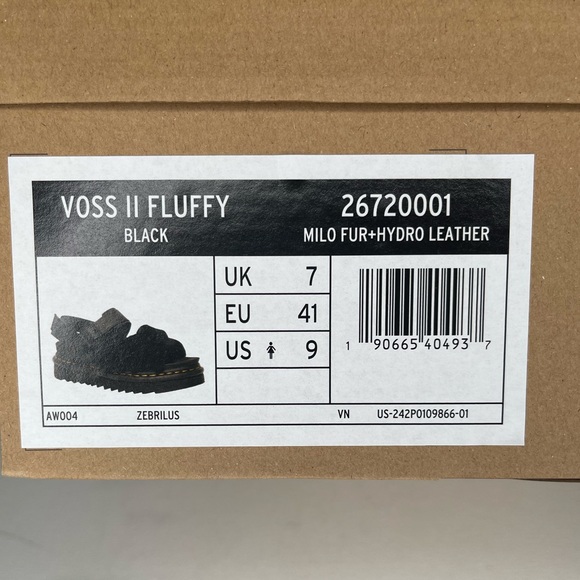 VOSS II FLUFFY 26720001
BLACK MILO FUR+HYDRO LEATHER
UK 7
EU 41
US 9
1 90665 40493 7
AW004 ZEBRILUS VN US-242P0109866-01